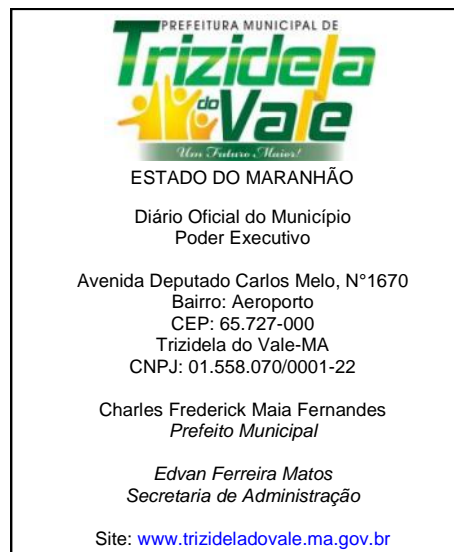 PREFEITURA MUNICIPAL DE
Trizidela
do Vale
Um Futuro Maior!
ESTADO DO MARANHÃO
Diário Oficial do Município
Poder Executivo
Avenida Deputado Carlos Melo, N°1670
Bairro: Aeroporto
CEP: 65.727-000
Trizidela do Vale-MA
CNPJ: 01.558.070/0001-22
Charles Frederick Maia Fernandes
Prefeito Municipal
Edvan Ferreira Matos
Secretaria de Administração
Site: www.trizideladovale.ma.gov.br